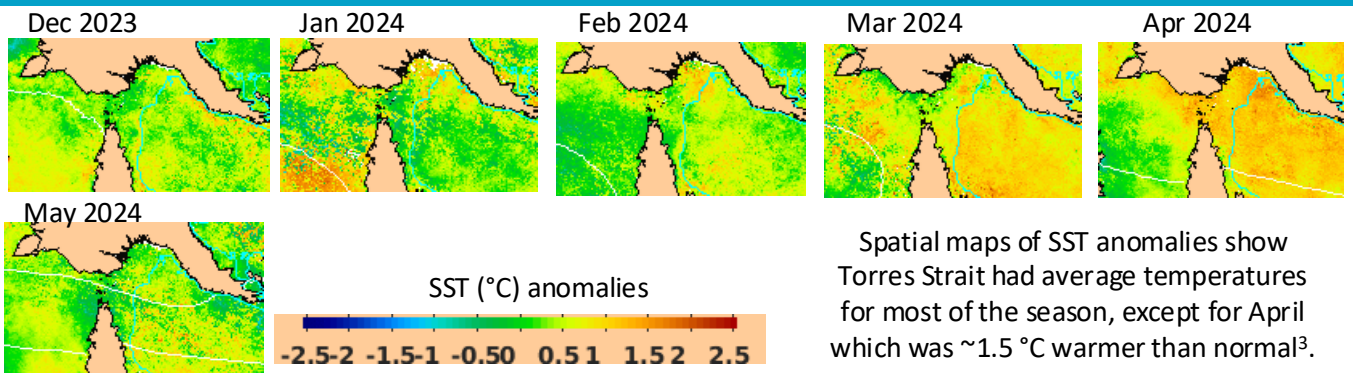 Dec 2023
Jan 2024
Feb 2024
Mar 2024
Apr 2024
May 2024
SST (°C) anomalies
-2.5-2 -1.5-1 -0.50 0.5 1 1.5 2 2.5
Spatial maps of SST anomalies show
Torres Strait had average temperatures
for most of the season, except for April
which was ~1.5 °C warmer than normal³.